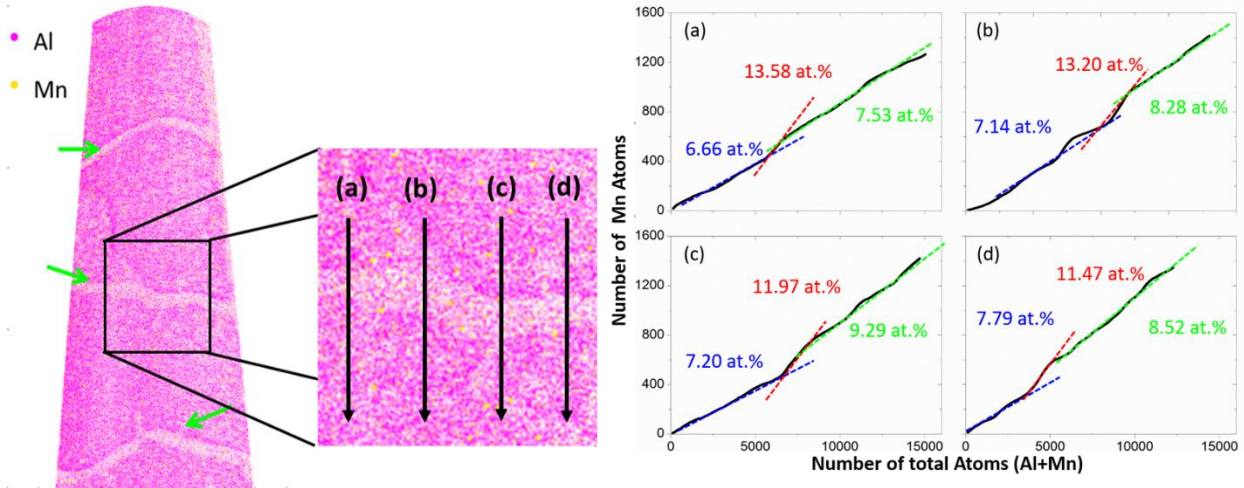 Al
Mn
(a) (b) (c) (d)
Number of Mn Atoms
1600
1200
800
400
0
(a)
13.58 at.%
7.53 at.%
6.66 at.%
(b)
13.20 at.%
8.28 at.%
7.14 at.%
1600
1200
800
400
0
(c)
11.97 at.%
9.29 at.%
7.20 at.%
0 5000 10000 15000
(d)
11.47 at.%
7.79 at.%
8.52 at.%
0 5000 10000 15000
Number of total Atoms (Al+Mn)